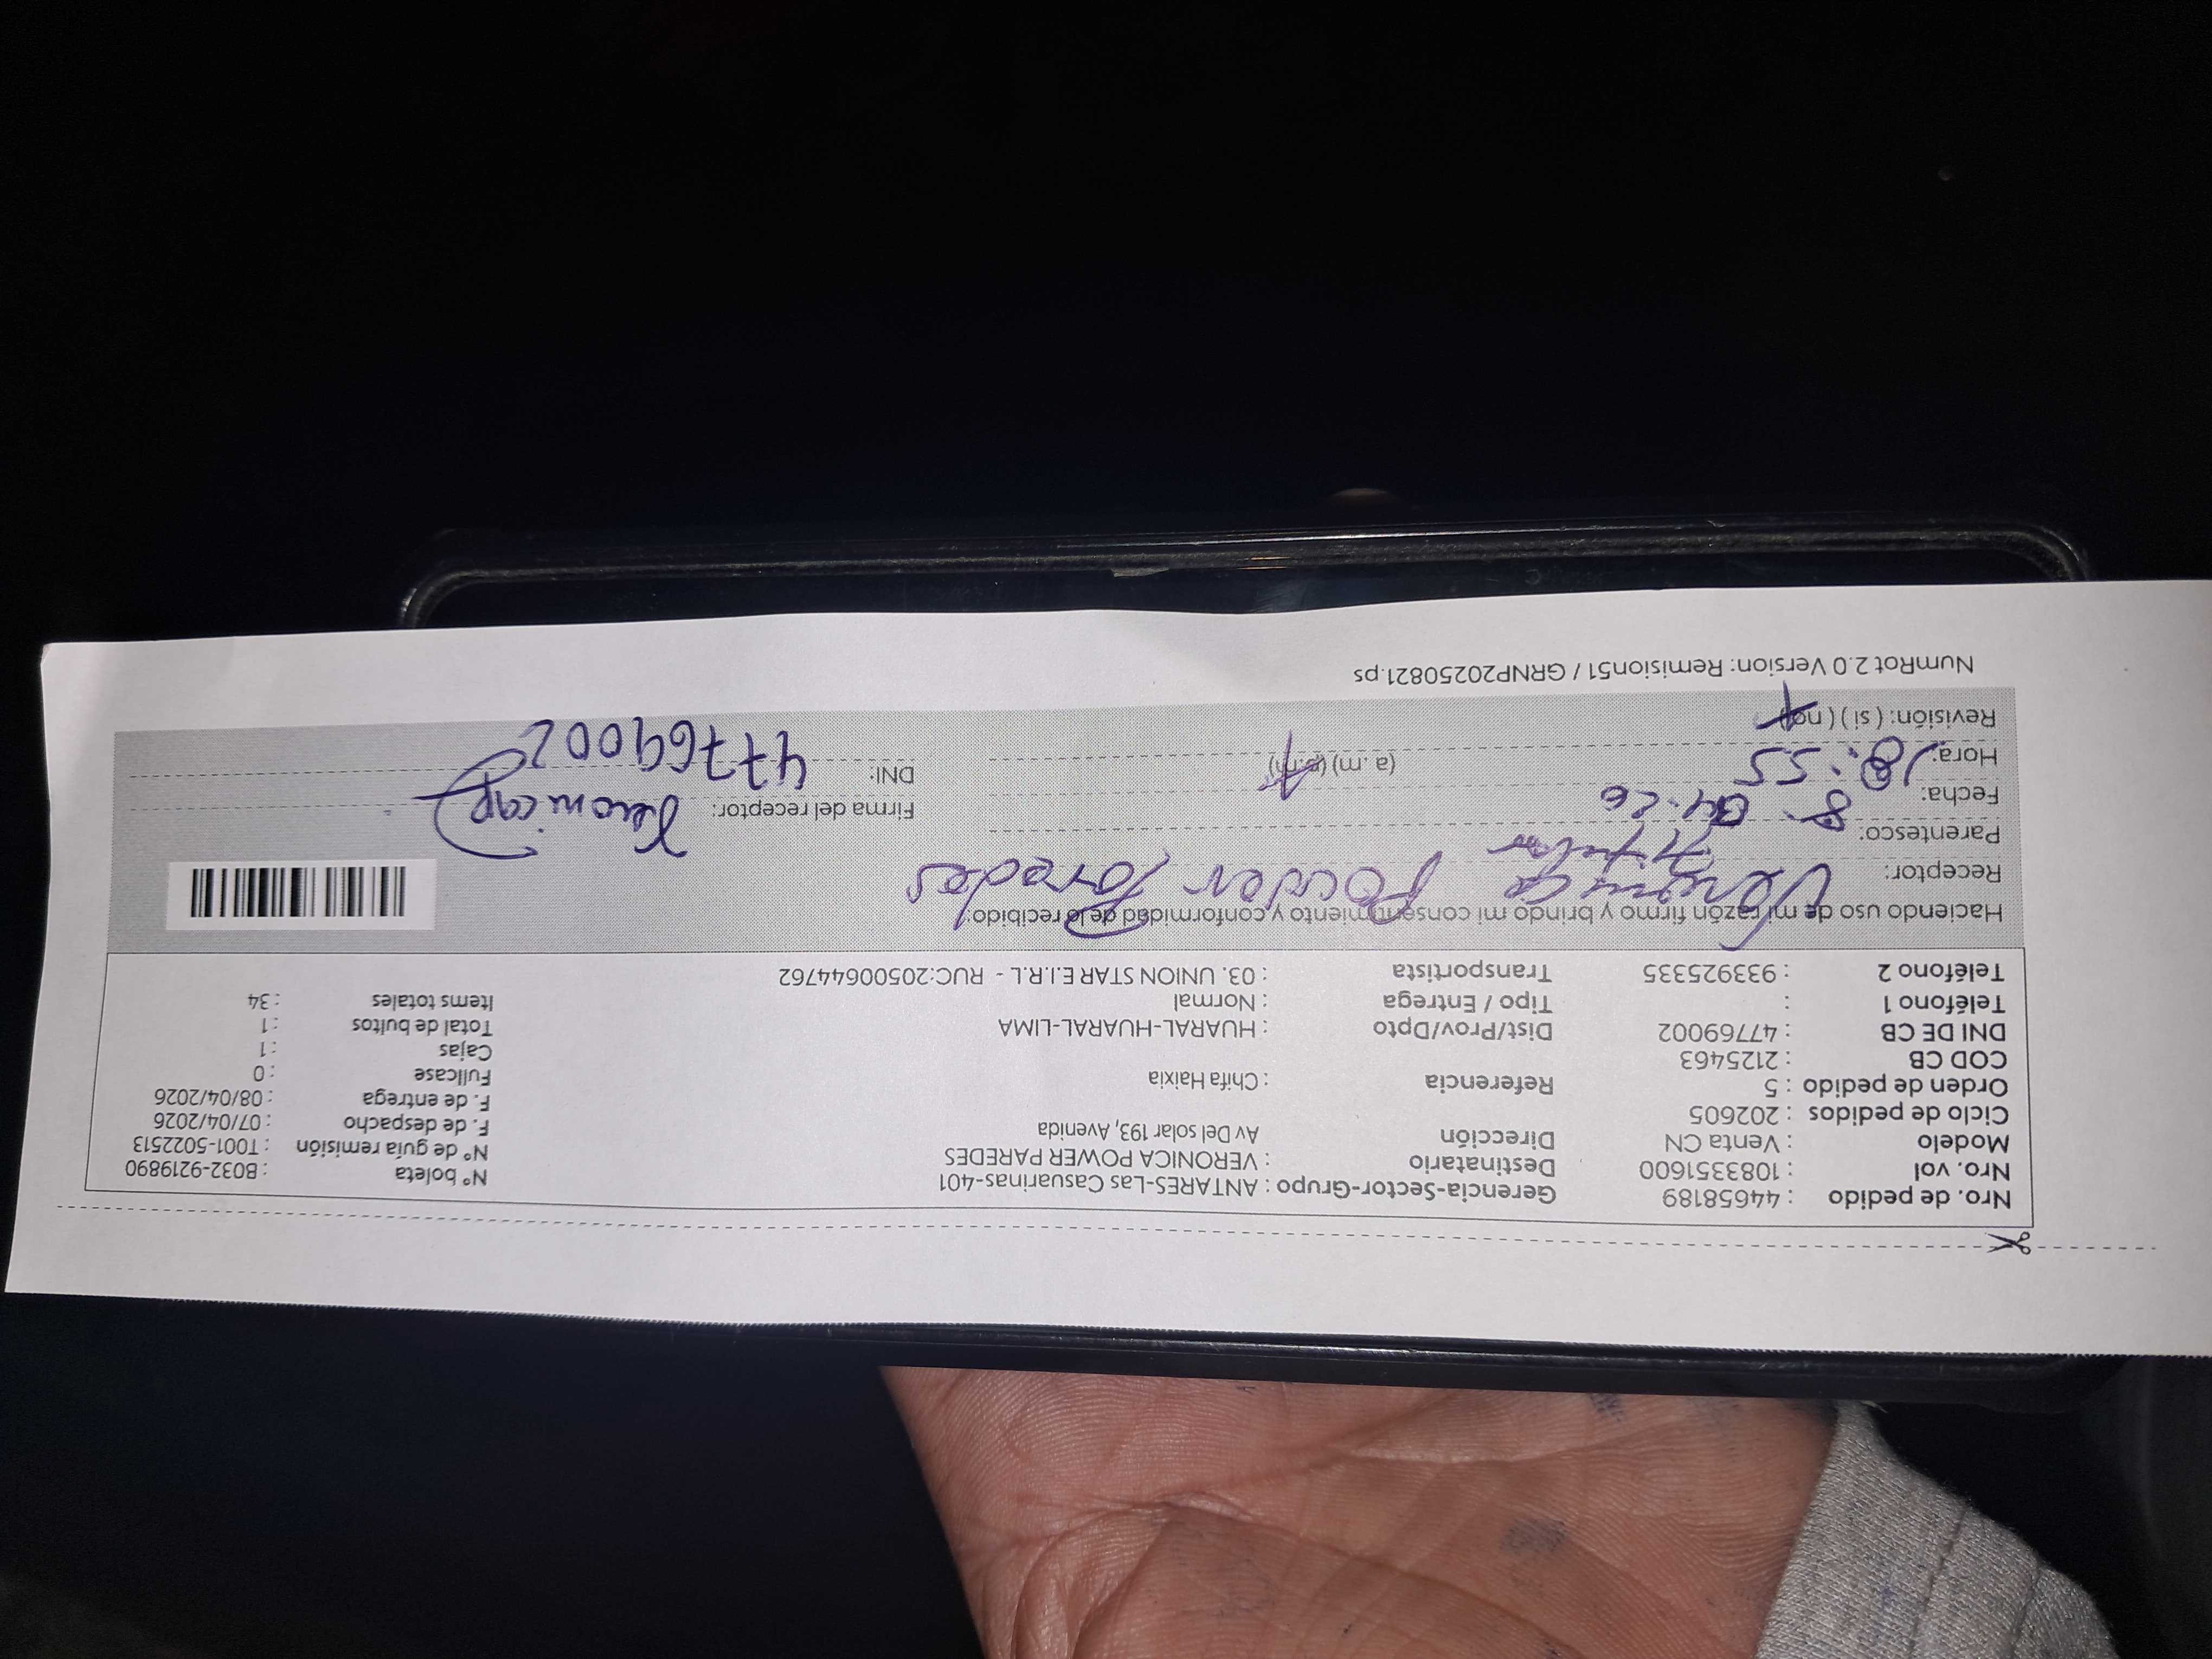 Nro. de pedido : 44658189 Gerencia-Sector-Grupo : ANTARES-Las Casuarinas-401 N° boleta : B032-9219890
Nro. vol : 1083351600 Destinatario : VERONICA POWER PAREDES N° de guía remisión : T001-5022513
Modelo : Venta CN Dirección Av Del solar 193, Avenida F. de despacho : 07/04/2026
Ciclo de pedidos : 202605 F. de entrega : 08/04/2026
Orden de pedido : 5 Referencia : Chifa Haixia Fullcase : 0
COD CB : 2125463 Cajas : 1
DNI DE CB : 47769002 Dist/Prov/Dpto : HUARAL-HUARAL-LIMA Total de bultos : 1
Teléfono 1 : Tipo / Entrega : Normal Items totales : 34
Teléfono 2 : 933925335 Transportista : 03. UNION STAR E.I.R.L - RUC:20500644762
Haciendo uso de mi razón firmo y brindo mi consentimiento y conformidad de lo recibido:
Receptor: Veronica Power Paredes
Parentesco: Titular Firma del receptor: Veronicap
Fecha: 8.04.26 DNI: 47769002
Hora: 18:55 (a.m) (p.m)
Revisión: ( si ) ( no )
NumRot 2.0 Version: Remision51 / GRNP20250821.ps